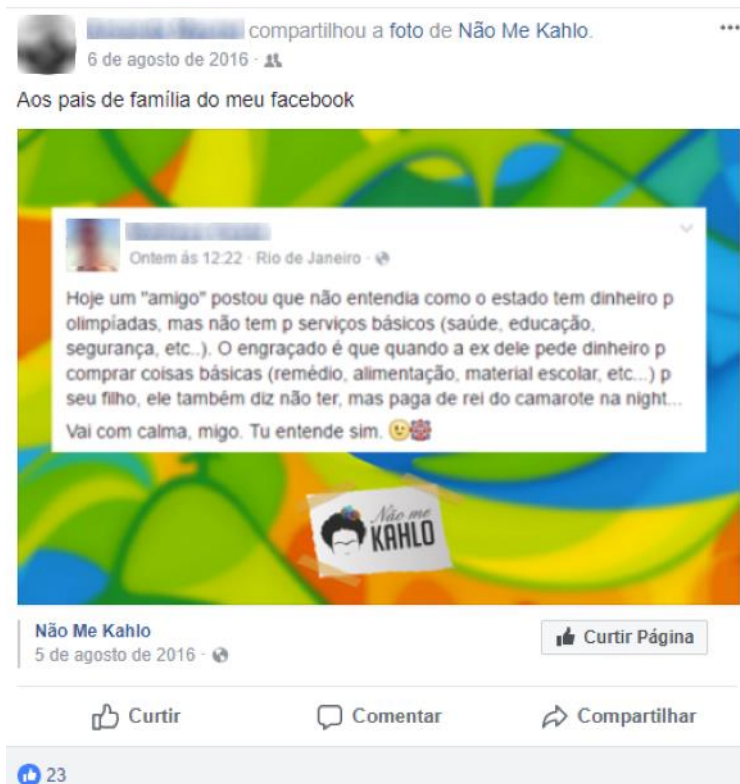 compartilhou a foto de Não Me Kahlo.
6 de agosto de 2016
Aos pais de família do meu facebook
Ontem às 12:22 · Rio de Janeiro
Hoje um "amigo" postou que não entendia como o estado tem dinheiro p
olimpíadas, mas não tem p serviços básicos (saúde, educação,
segurança, etc..). O engraçado é que quando a ex dele pede dinheiro p
comprar coisas básicas (remédio, alimentação, material escolar, etc...) p
seu filho, ele também diz não ter, mas paga de rei do camarote na night...
Vai com calma, migo. Tu entende sim.
Não me
KAHLO
Não Me Kahlo
5 de agosto de 2016
Curtir Página
Curtir
Comentar
Compartilhar
23